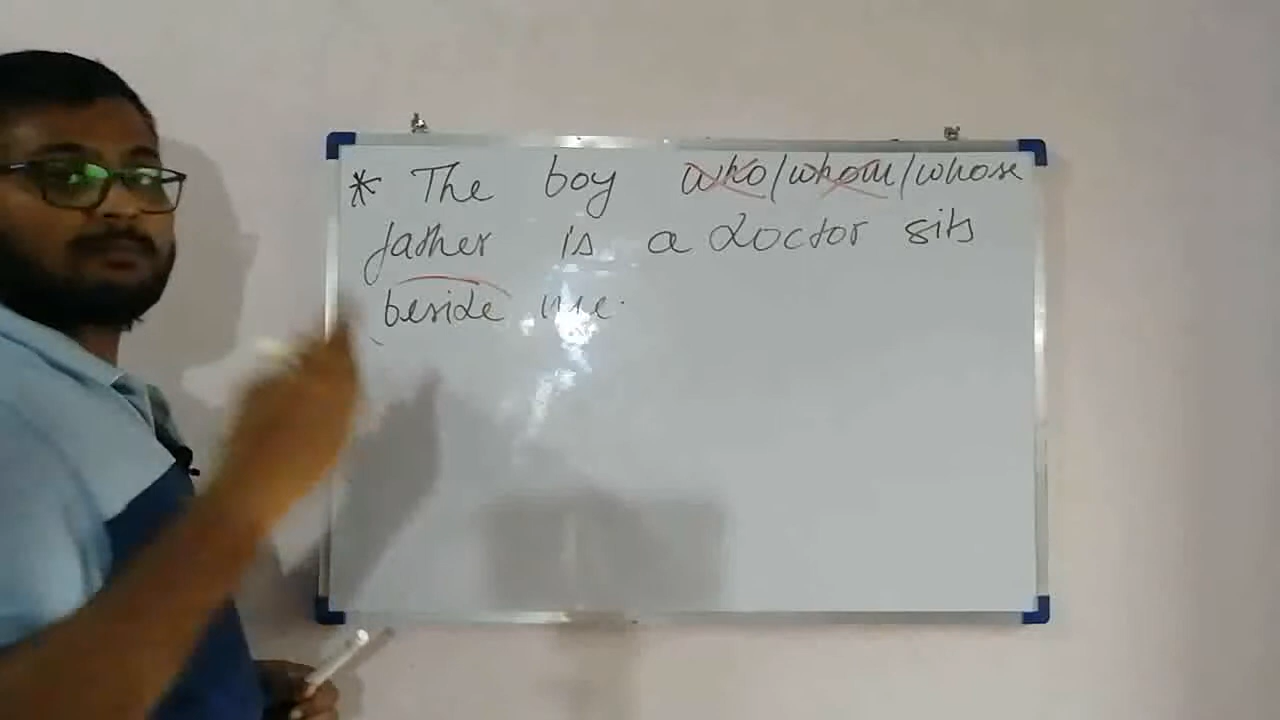 * The boy who/whom/whose
father is a doctor sits
beside me.